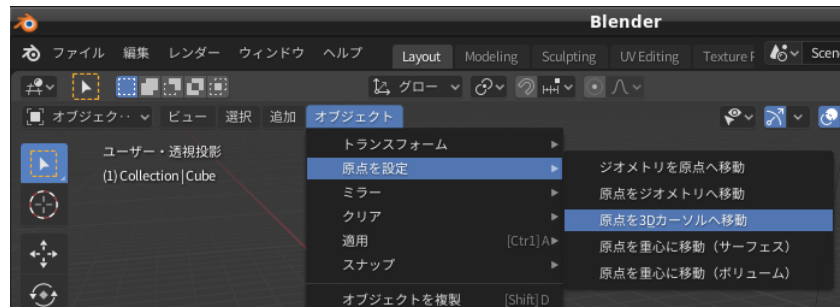 Blender
ファイル 編集 レンダー ウィンドウ ヘルプ Layout Modeling Sculpting UV Editing Texture Scen
グロー
オブジェク‥ ビュー 選択 追加 オブジェクト
ユーザー・透視投影
(1) Collection | Cube
トランスフォーム
原点を設定
ミラー
クリア
適用 [Ctrl]A
スナップ
オブジェクトを複製 [Shift]D
ジオメトリを原点へ移動
原点をジオメトリへ移動
原点を3Dカーソルへ移動
原点を重心に移動（サーフェス）
原点を重心に移動（ボリューム）